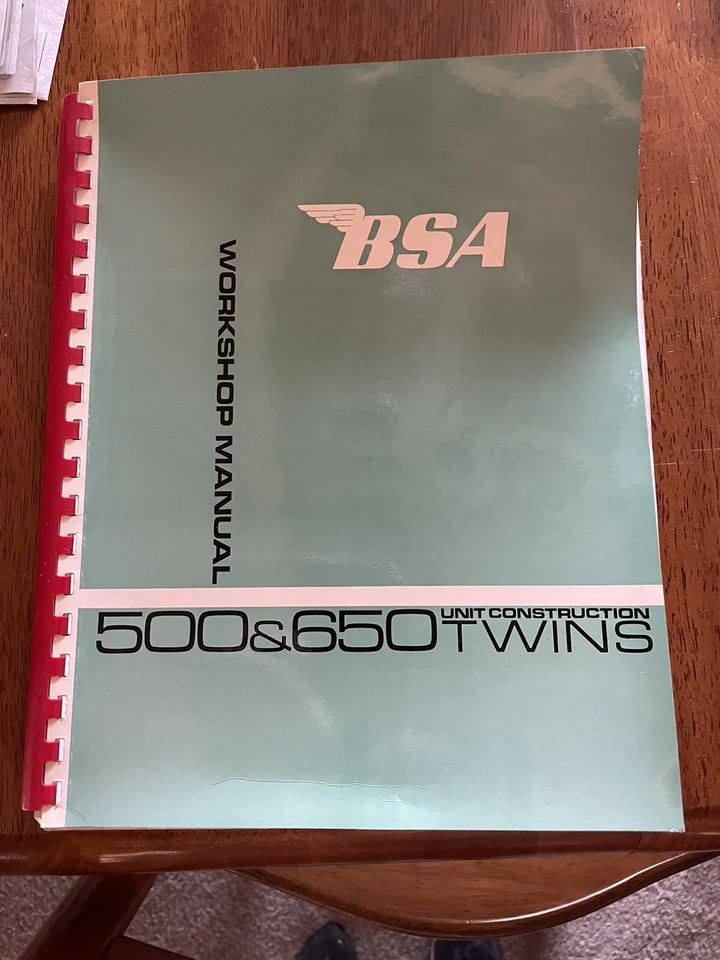 BSA
WORKSHOP MANUAL
500&650 UNIT CONSTRUCTION
TWINS